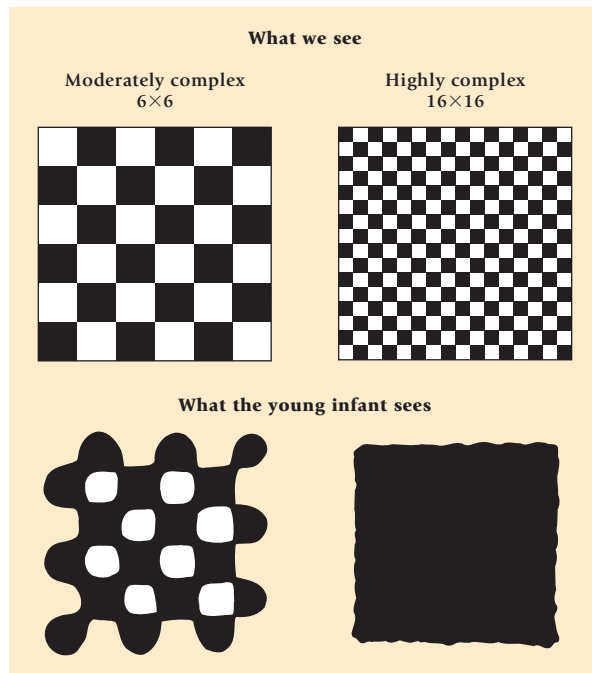 What we see
Moderately complex
6×6
Highly complex
16×16
What the young infant sees